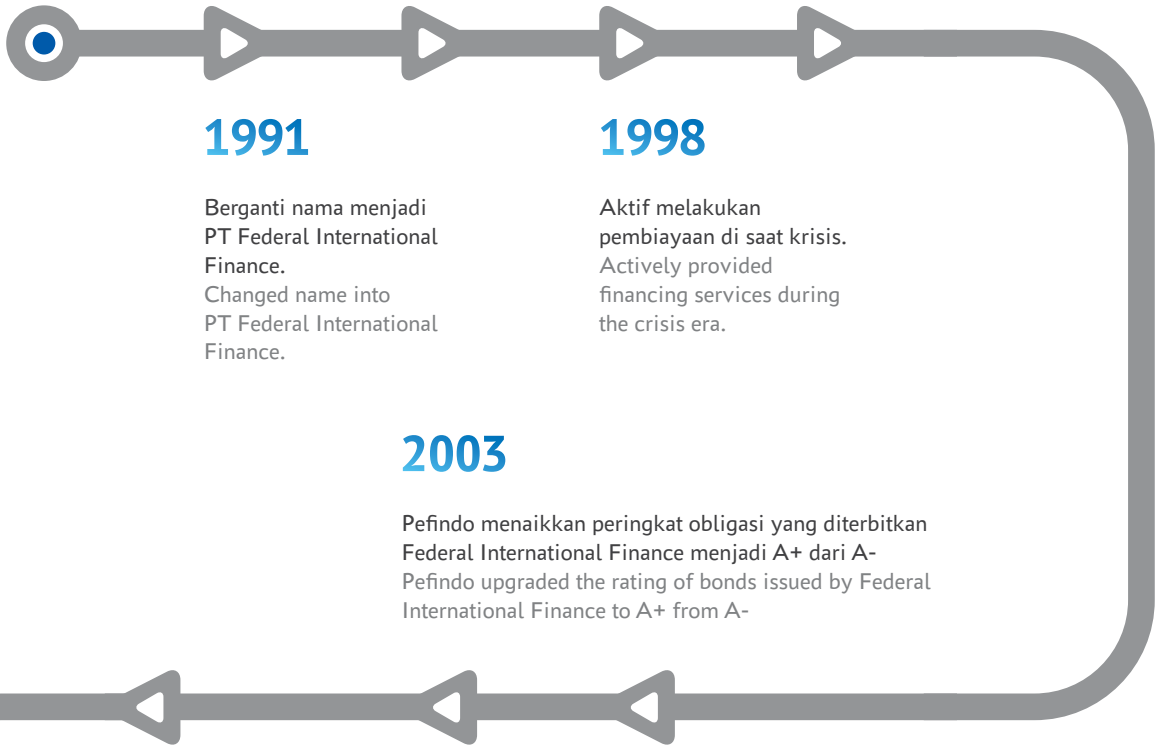 1991
Berganti nama menjadi
PT Federal International
Finance.
Changed name into
PT Federal International
Finance.
1998
Aktif melakukan
pembiayaan di saat krisis.
Actively provided
financing services during
the crisis era.
2003
Pefindo menaikkan peringkat obligasi yang diterbitkan
Federal International Finance menjadi A+ dari A-
Pefindo upgraded the rating of bonds issued by Federal
International Finance to A+ from A-